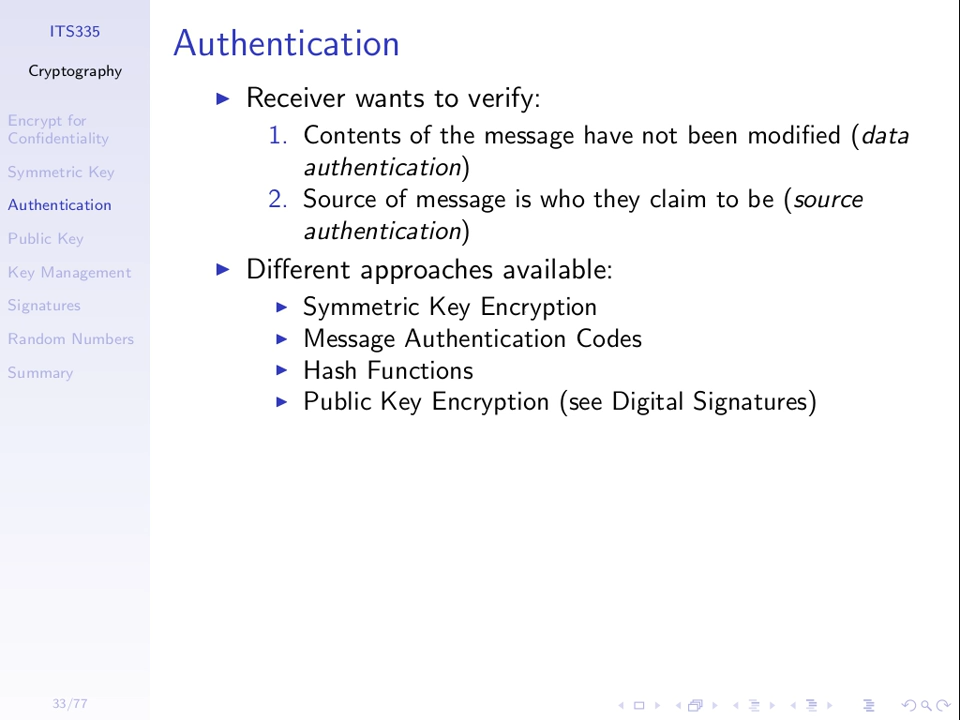 ITS335
Cryptography
Encrypt for
Confidentiality
Symmetric Key
Authentication
Public Key
Key Management
Signatures
Random Numbers
Summary
33/77
Authentication
Receiver wants to verify:
1. Contents of the message have not been modified (data
authentication)
2. Source of message is who they claim to be (source
authentication)
Different approaches available:
Symmetric Key Encryption
Message Authentication Codes
Hash Functions
Public Key Encryption (see Digital Signatures)